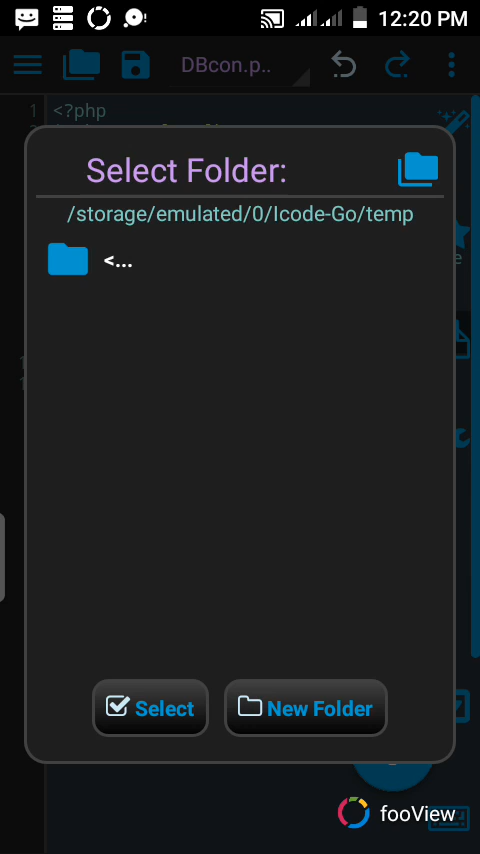 12:20 PM
DBcon.p..
1 <?php
Select Folder:
/storage/emulated/0/Icode-Go/temp
<...
Select
New Folder
fooView